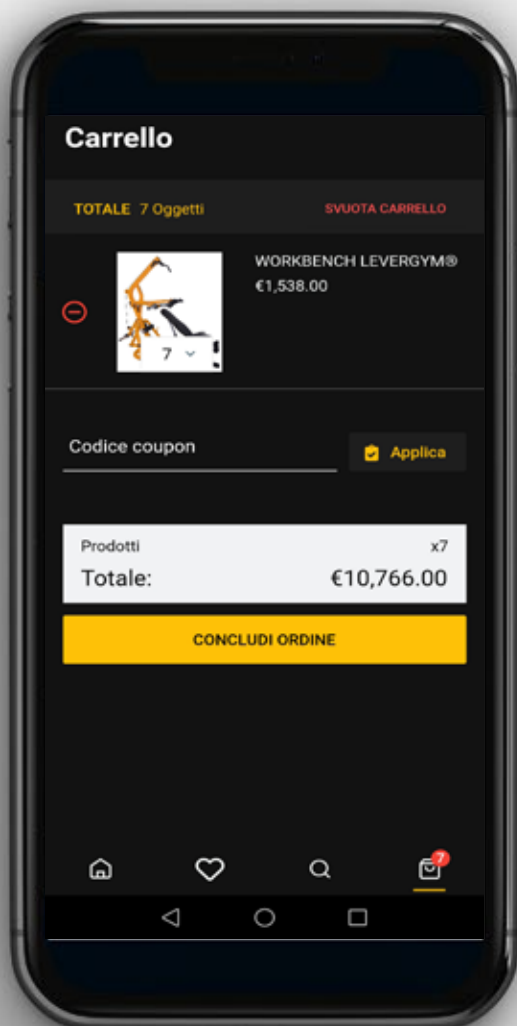 Carrello
TOTALE 7 Oggetti
SVUOTA CARRELLO
WORKBENCH LEVERGYM®
€1,538.00
7
Codice coupon
Applica
Prodotti
x7
Totale:
€10,766.00
CONCLUDI ORDINE
7